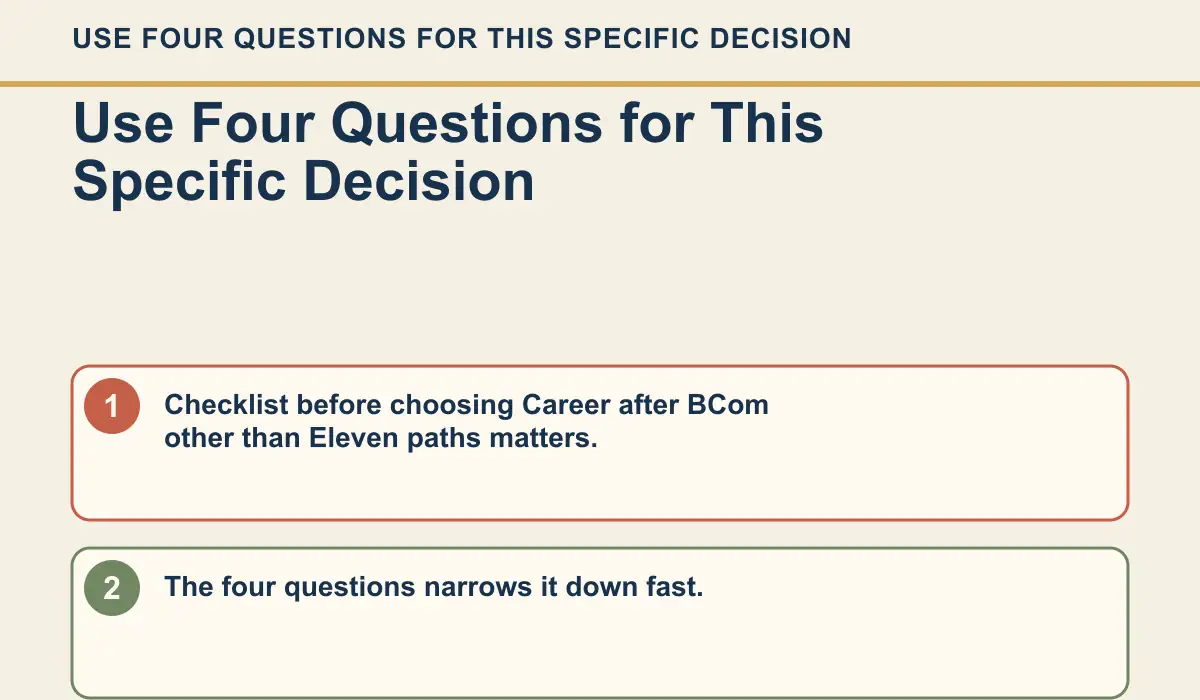 USE FOUR QUESTIONS FOR THIS SPECIFIC DECISION
Use Four Questions for This
Specific Decision
1
Checklist before choosing Career after BCom
other than Eleven paths matters.
2
The four questions narrows it down fast.